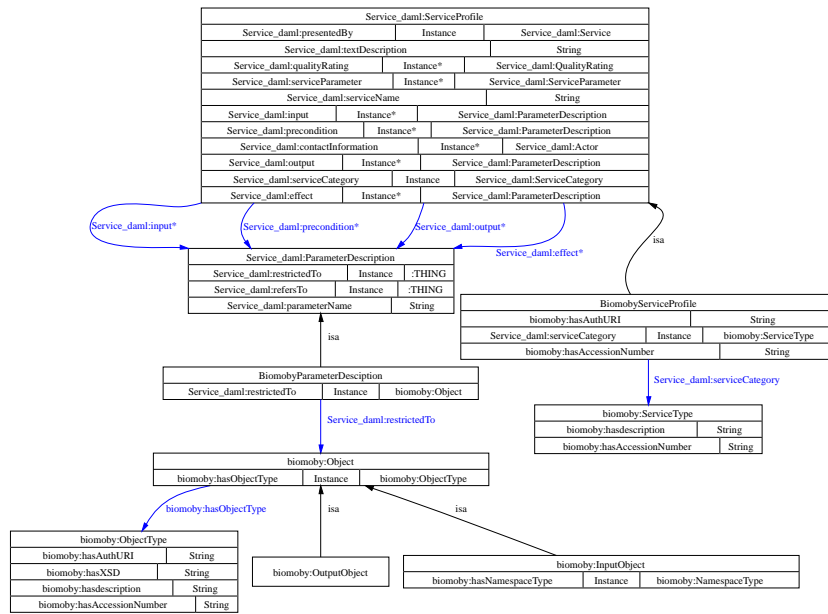 Service_daml:ServiceProfile
Service_daml:presentedBy Instance Service_daml:Service
Service_daml:textDescription String
Service_daml:qualityRating Instance* Service_daml:QualityRating
Service_daml:serviceParameter Instance* Service_daml:ServiceParameter
Service_daml:serviceName String
Service_daml:input Instance* Service_daml:ParameterDescription
Service_daml:precondition Instance* Service_daml:ParameterDescription
Service_daml:contactInformation Instance* Service_daml:Actor
Service_daml:output Instance* Service_daml:ParameterDescription
Service_daml:serviceCategory Instance Service_daml:ServiceCategory
Service_daml:effect Instance* Service_daml:ParameterDescription
Service_daml:input* Service_daml:precondition* Service_daml:output*
isa
Service_daml:effect*
Service_daml:ParameterDescription
Service_daml:restrictedTo Instance :THING
Service_daml:refersTo Instance :THING
Service_daml:parameterName String
BiomobyServiceProfile
biomoby:hasAuthURI String
Service_daml:serviceCategory Instance biomoby:ServiceType
biomoby:hasAccessionNumber String
isa
BiomobyParameterDesciption
Service_daml:restrictedTo Instance biomoby:Object
Service_daml:serviceCategory
Service_daml:restrictedTo
biomoby:ServiceType
biomoby:hasdescription String
biomoby:hasAccessionNumber String
biomoby:Object
biomoby:hasObjectType Instance biomoby:ObjectType
biomoby:hasObjectType isa isa
biomoby:ObjectType
biomoby:hasAuthURI String
biomoby:hasXSD String
biomoby:hasdescription String
biomoby:hasAccessionNumber String
biomoby:OutputObject
biomoby:InputObject
biomoby:hasNamespaceType Instance biomoby:NamespaceType